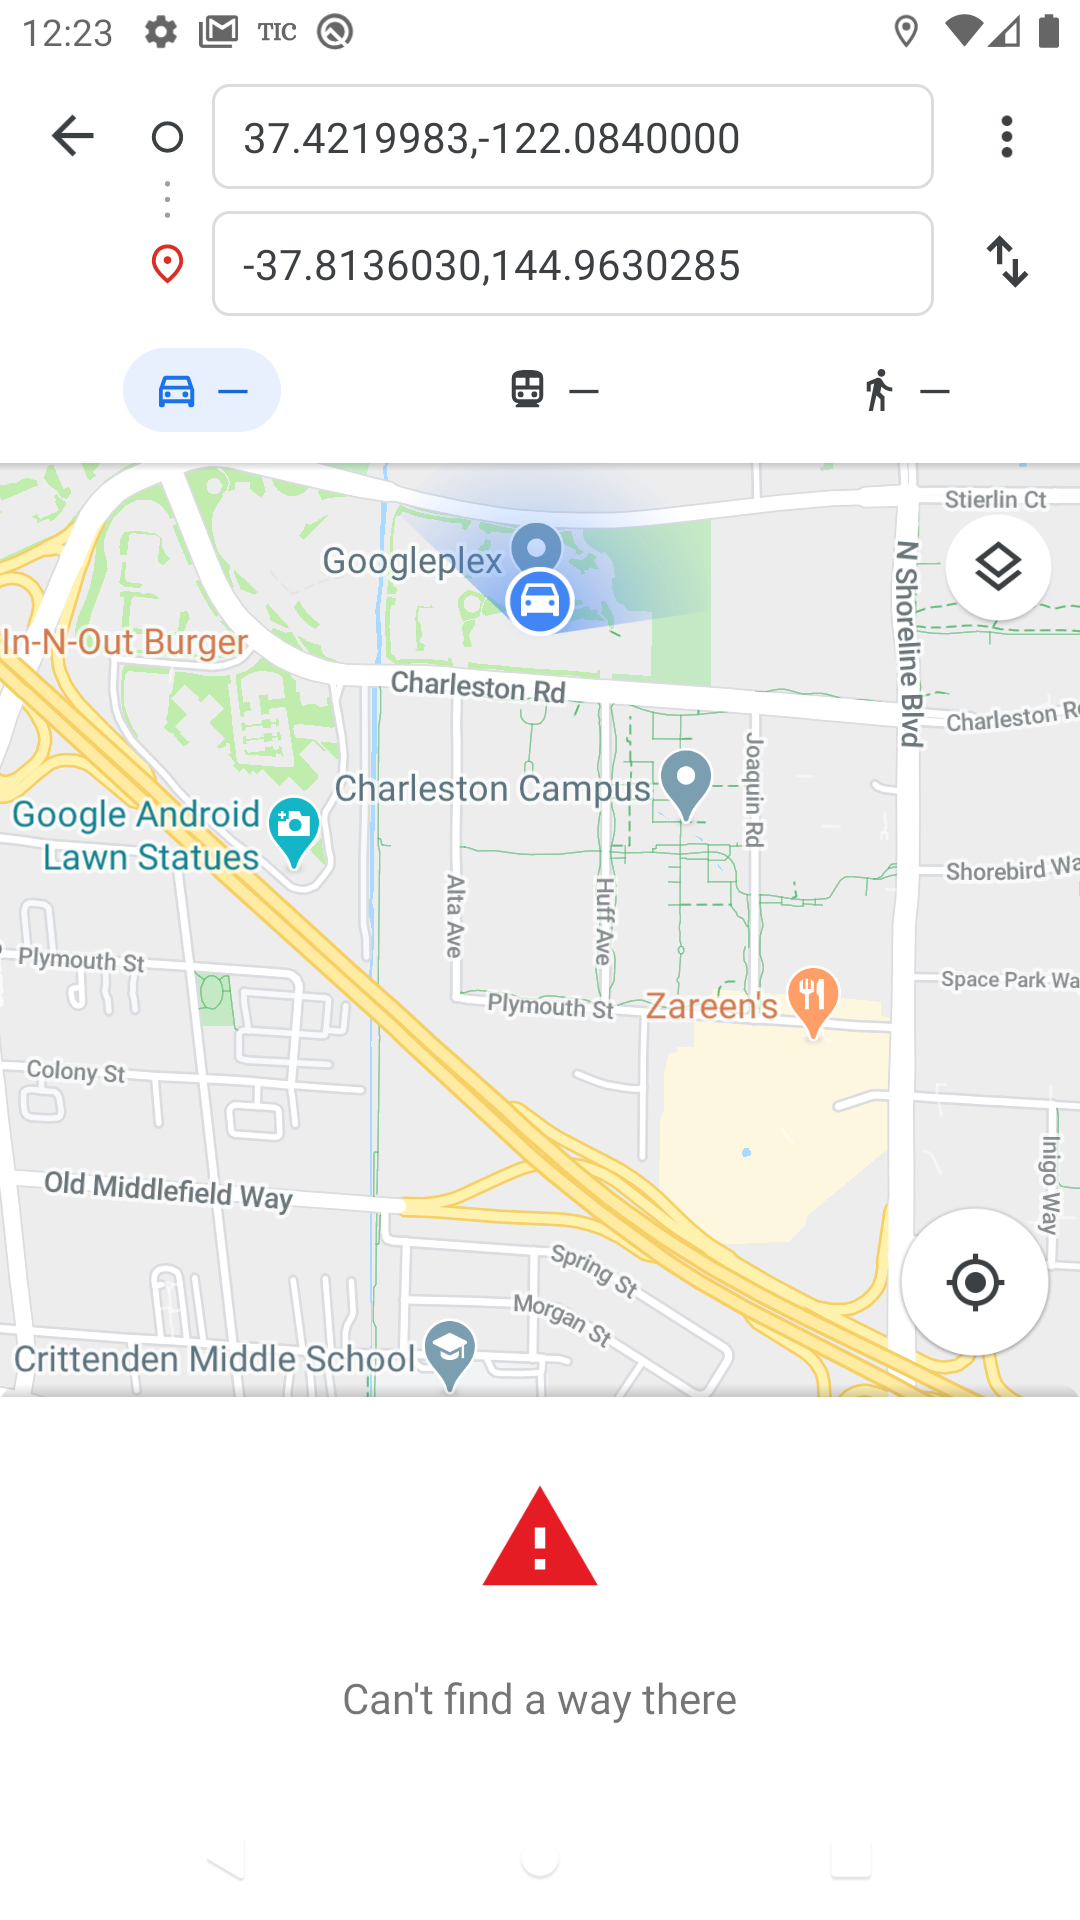 12:23 TIC
37.4219983,-122.0840000
-37.8136030,144.9630285
Stierlin Ct
Googleplex
N Shoreline Blvd
In-N-Out Burger
Charleston Rd
Charleston R
Joaquin Rd
Charleston Campus
Google Android
Lawn Statues
Shorebird Wa
Alta Ave
Huff Ave
Plymouth St
Space Park Wa
Plymouth St
Zareen's
Colony St
Inigo Way
Old Middlefield Way
Spring St
Morgan St
Crittenden Middle School
Can't find a way there